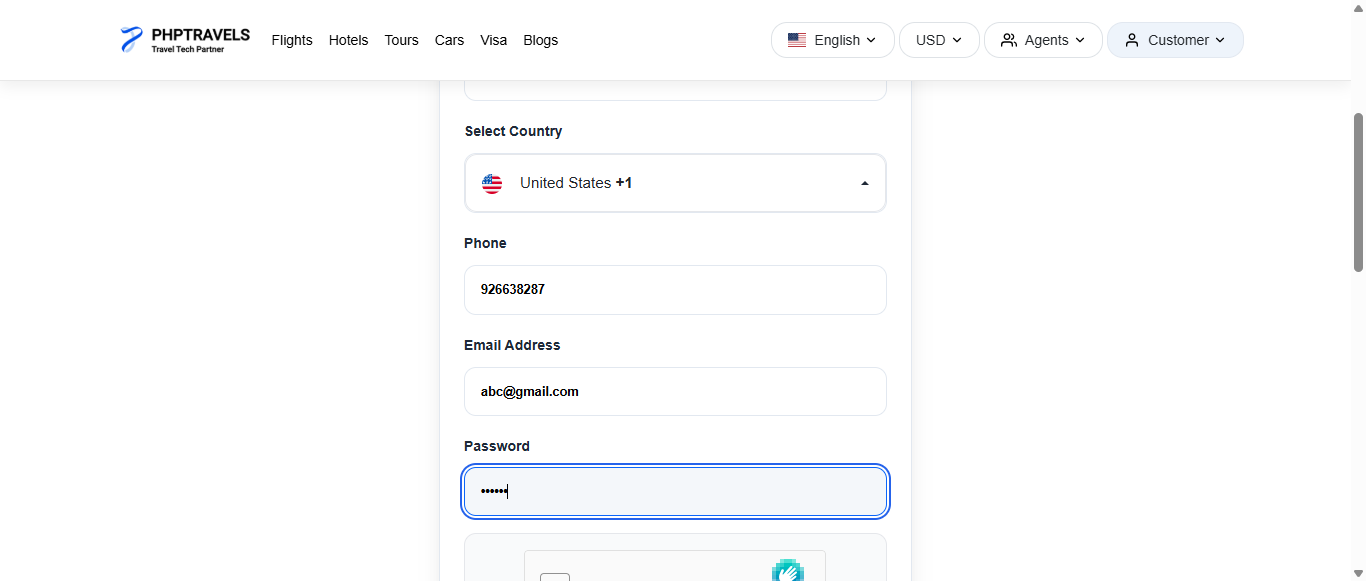 PHPTRAVELS
Travel Tech Partner
Flights Hotels Tours Cars Visa Blogs
English USD Agents Customer
Select Country
United States +1
Phone
926638287
Email Address
abc@gmail.com
Password
••••••